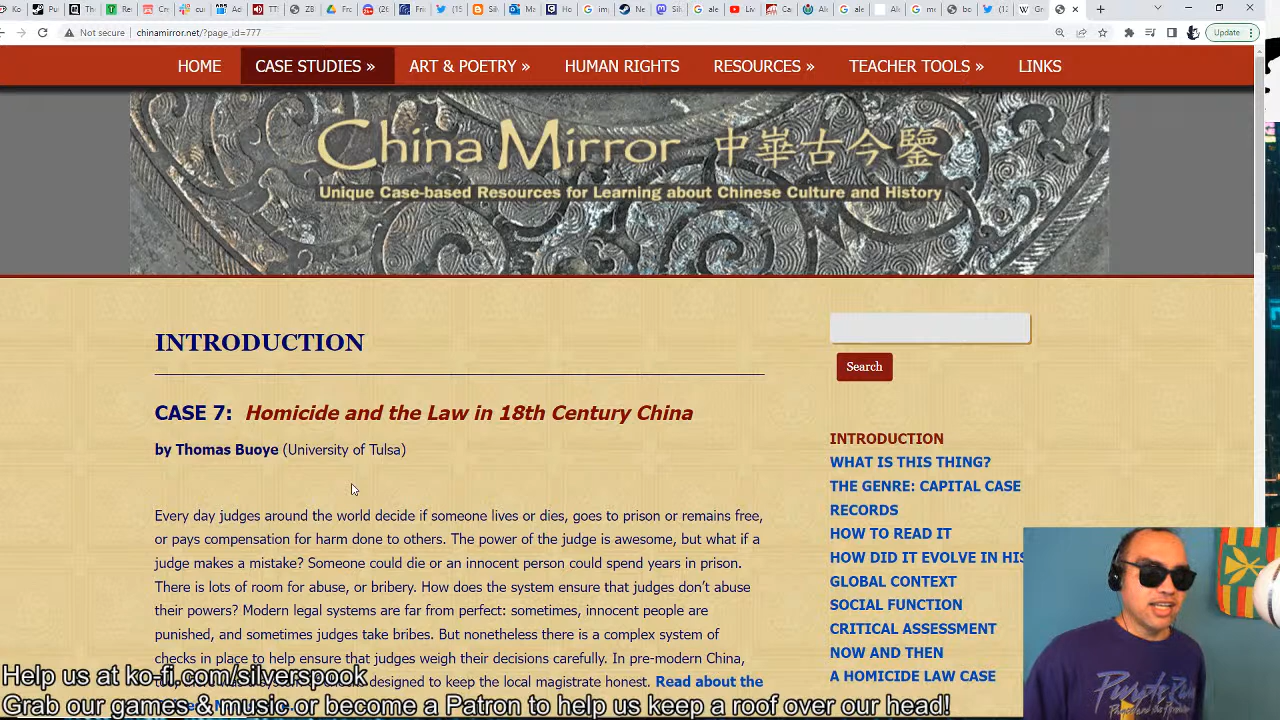 Not secure chinamirror.net/?page_id=777
Update
HOME CASE STUDIES » ART & POETRY » HUMAN RIGHTS RESOURCES » TEACHER TOOLS » LINKS
China Mirror 中華古今鑒
Unique Case-based Resources for Learning about Chinese Culture and History
INTRODUCTION
CASE 7: Homicide and the Law in 18th Century China
by Thomas Buoye (University of Tulsa)
Every day judges around the world decide if someone lives or dies, goes to prison or remains free,
or pays compensation for harm done to others. The power of the judge is awesome, but what if a
judge makes a mistake? Someone could die or an innocent person could spend years in prison.
There is lots of room for abuse, or bribery. How does the system ensure that judges don't abuse
their powers? Modern legal systems are far from perfect: sometimes, innocent people are
punished, and sometimes judges take bribes. But nonetheless there is a complex system of
checks in place to help ensure that judges weigh their decisions carefully. In pre-modern China,
designed to keep the local magistrate honest. Read about the
Search
INTRODUCTION
WHAT IS THIS THING?
THE GENRE: CAPITAL CASE
RECORDS
HOW TO READ IT
HOW DID IT EVOLVE IN HIS
GLOBAL CONTEXT
SOCIAL FUNCTION
CRITICAL ASSESSMENT
NOW AND THEN
A HOMICIDE LAW CASE
Help us at ko-fi.com/silverspook
Grab our games & music or become a Patron to help us keep a roof over our head!